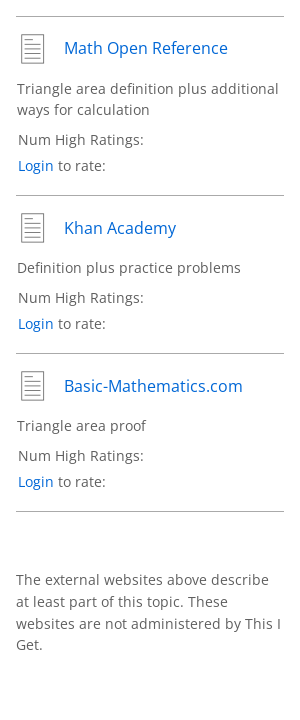 Math Open Reference
Triangle area definition plus additional
ways for calculation
Num High Ratings:
Login to rate:
Khan Academy
Definition plus practice problems
Num High Ratings:
Login to rate:
Basic-Mathematics.com
Triangle area proof
Num High Ratings:
Login to rate:
The external websites above describe
at least part of this topic. These
websites are not administered by This I
Get.